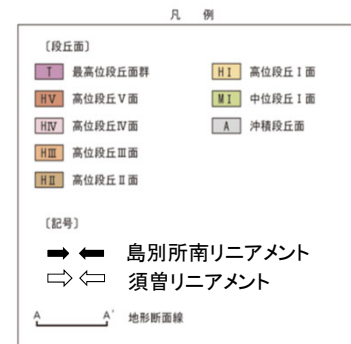 凡 例
〔段丘面〕
T 最高位段丘面群
HⅤ 高位段丘Ⅴ面
HⅣ 高位段丘Ⅳ面
HⅢ 高位段丘Ⅲ面
HⅡ 高位段丘Ⅱ面
HⅠ 高位段丘Ⅰ面
MⅠ 中位段丘Ⅰ面
A 沖積段丘面
〔記号〕
島別所南リニアメント
須曽リニアメント
A A' 地形断面線